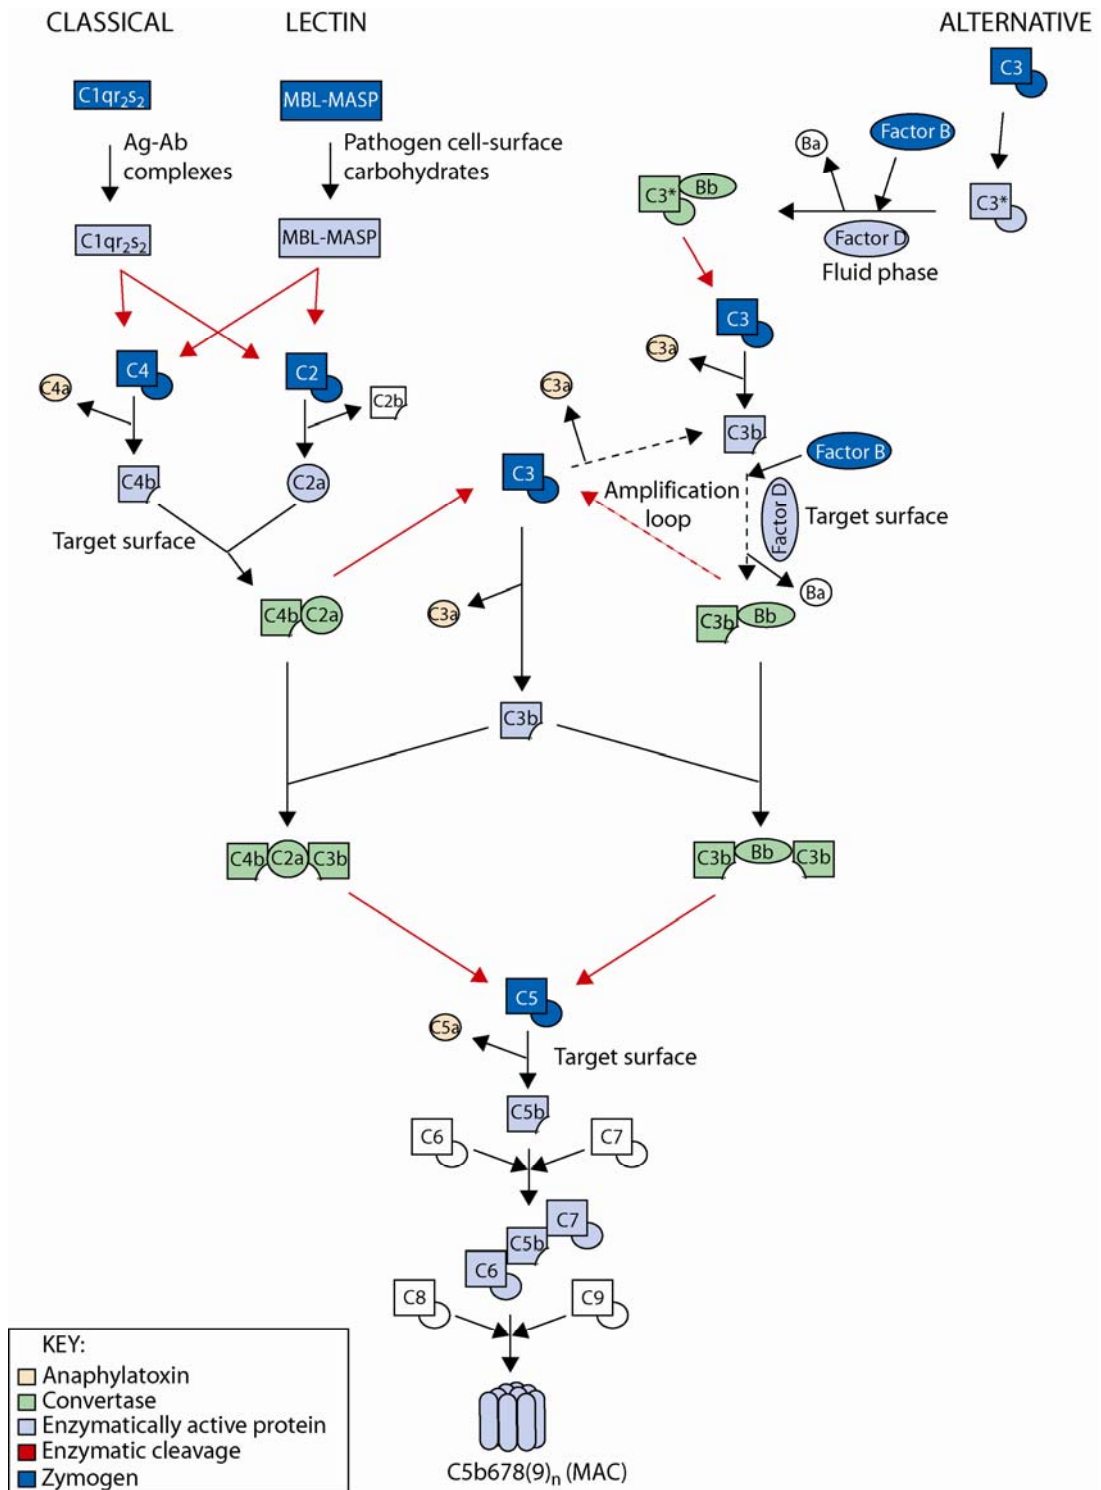 CLASSICAL
LECTIN
ALTERNATIVE
C1qr₂s₂
MBL-MASP
C3
Ag-Ab
complexes
Pathogen cell-surface
carbohydrates
Ba
Factor B
C3*
Bb
C3*
Factor D
Fluid phase
C1qr₂s₂
MBL-MASP
C3
C3a
C4
C2
C4a
C2b
C3a
C3b
Factor B
C4b
C2a
C3
Amplification
loop
Factor D
Target surface
Target surface
Ba
C4b
C2a
C3a
C3b
Bb
C3b
C4b
C2a
C3b
C3b
Bb
C3b
C5
C5a
Target surface
C5b
C6
C7
C7
C5b
C6
C8
C9
KEY:
Anaphylatoxin
Convertase
Enzymatically active protein
Enzymatic cleavage
Zymogen
C5b678(9)ₙ (MAC)